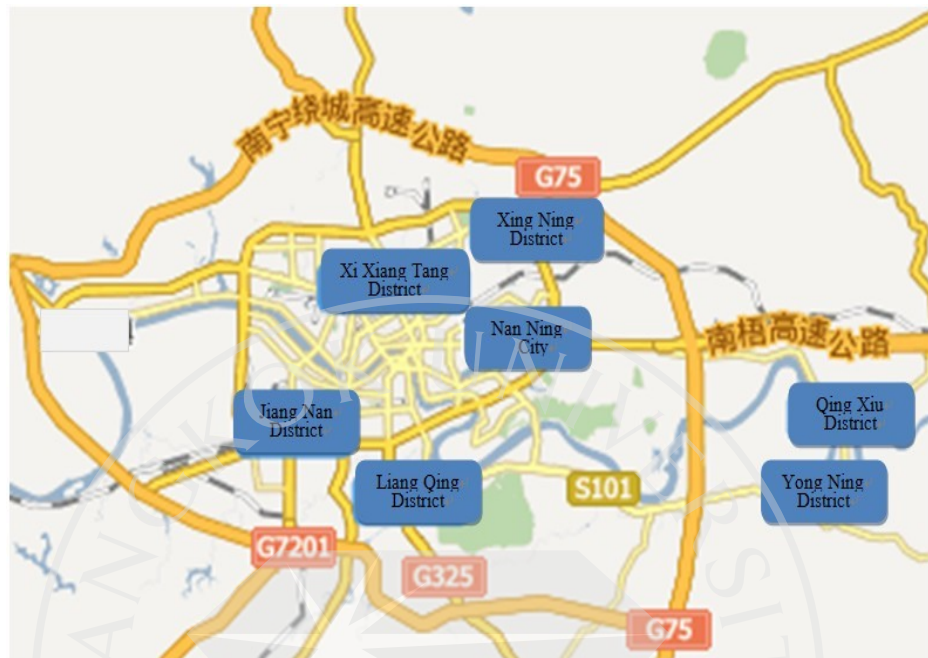 南宁绕城高速公路
G75
Xing Ning
District
Xi Xiang Tang
District
Nan Ning
City
南梧高速公路
Jiang Nan
District
Qing Xiu
District
Liang Qing
District
S101
Yong Ning
District
G7201
G325
G75